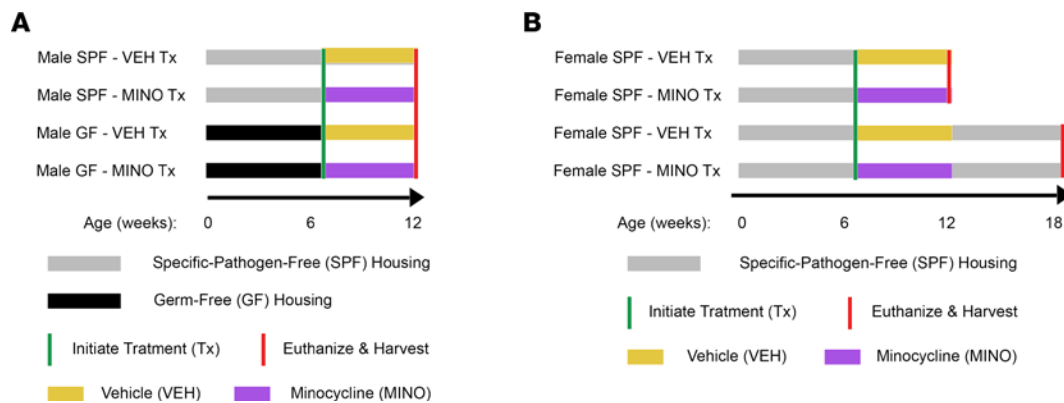 A
Male SPF - VEH Tx
Male SPF - MINO Tx
Male GF - VEH Tx
Male GF - MINO Tx
Age (weeks): 0 6 12
Specific-Pathogen-Free (SPF) Housing
Germ-Free (GF) Housing
Initiate Tratment (Tx) Euthanize & Harvest
Vehicle (VEH) Minocycline (MINO)
B
Female SPF - VEH Tx
Female SPF - MINO Tx
Female SPF - VEH Tx
Female SPF - MINO Tx
Age (weeks): 0 6 12 18
Specific-Pathogen-Free (SPF) Housing
Initiate Tratment (Tx) Euthanize & Harvest
Vehicle (VEH) Minocycline (MINO)